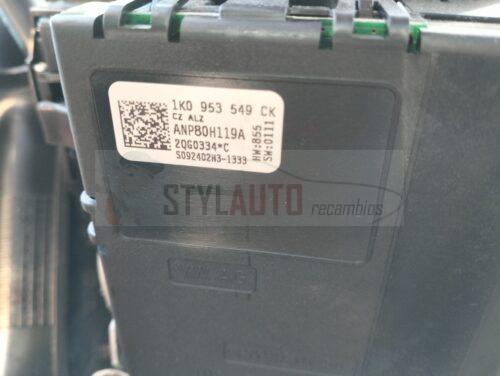 1K0 953 549 CK
CZ ALZ
ANP80H119A
2QG0334*C
S092402H3-1333
HW:855
SW:0111
STYLAUTO
recambios